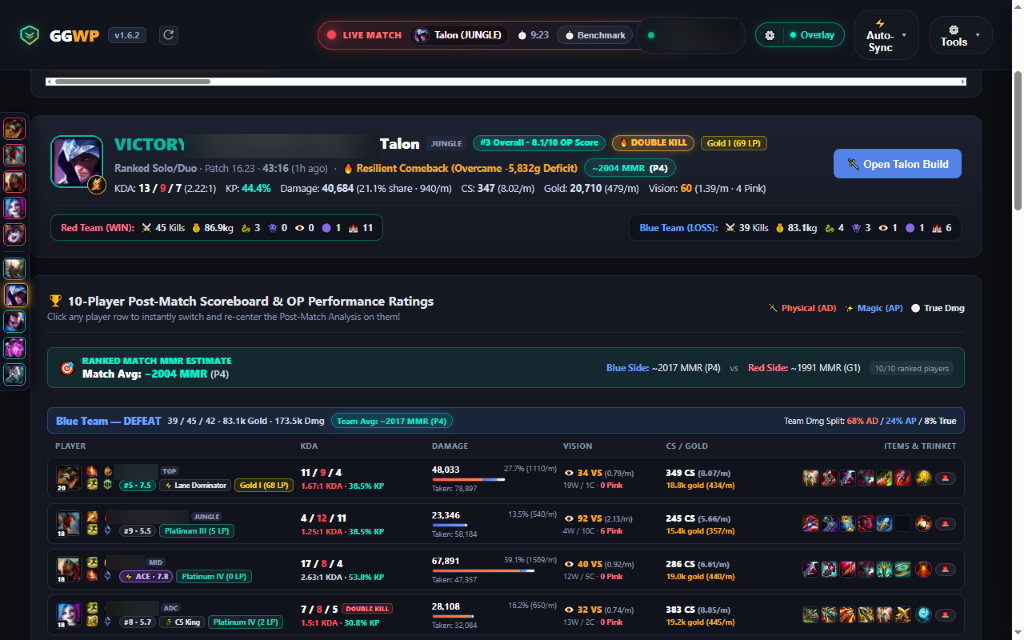 GGWP v1.6.2 LIVE MATCH Talon (JUNGLE) 9:23 Benchmark Overlay Auto-Sync Tools
VICTORY Talon JUNGLE #3 Overall · 8.1/10 OP Score DOUBLE KILL Gold I (69 LP)
Ranked Solo/Duo · Patch 16.23 · 43:16 (1h ago) · Resilient Comeback (Overcame -5,832g Deficit) ~2004 MMR (P4)
KDA: 13 / 9 / 7 (2.22:1) KP: 44.4% Damage: 40,684 (21.1% share · 940/m) CS: 347 (8.02/m) Gold: 20,710 (479/m) Vision: 60 (1.39/m · 4 Pink)
Open Talon Build
Red Team (WIN): 45 Kills 86.9kg 3 0 0 1 11
Blue Team (LOSS): 39 Kills 83.1kg 4 3 1 1 6
10-Player Post-Match Scoreboard & OP Performance Ratings
Click any player row to instantly switch and re-center the Post-Match Analysis on them!
Physical (AD) Magic (AP) True Dmg
RANKED MATCH MMR ESTIMATE
Match Avg: ~2004 MMR (P4)
Blue Side: ~2017 MMR (P4) vs Red Side: ~1991 MMR (G1) 10/10 ranked players
Blue Team — DEFEAT 39 / 45 / 42 · 83.1k Gold · 173.5k Dmg Team Avg: ~2017 MMR (P4) Team Dmg Split: 68% AD / 24% AP / 8% True
PLAYER KDA DAMAGE VISION CS / GOLD ITEMS & TRINKET
20 TOP
#5 · 7.5 Lane Dominator Gold I (68 LP)
11 / 9 / 4
1.67:1 KDA · 38.5% KP
48,033 27.7% (1110/m)
Taken: 78,897
34 VS (0.79/m)
19W / 1C · 0 Pink
349 CS (8.07/m)
18.8k gold (434/m)
18 JUNGLE
#9 · 5.5 Platinum III (5 LP)
4 / 12 / 11
1.25:1 KDA · 38.5% KP
23,346 13.5% (540/m)
Taken: 58,184
92 VS (2.13/m)
4W / 10C · 6 Pink
245 CS (5.66/m)
15.4k gold (357/m)
18 MID
ACE · 7.8 Platinum IV (0 LP)
17 / 8 / 4
2.63:1 KDA · 53.8% KP
67,891 39.1% (1569/m)
Taken: 47,357
40 VS (0.92/m)
12W / 5C · 0 Pink
286 CS (6.61/m)
19.0k gold (440/m)
18 ADC
#8 · 5.7 CS King Platinum IV (2 LP)
7 / 8 / 5 DOUBLE KILL
1.5:1 KDA · 30.8% KP
28,108 16.2% (650/m)
Taken: 32,084
32 VS (0.74/m)
13W / 2C · 0 Pink
383 CS (8.85/m)
19.2k gold (445/m)